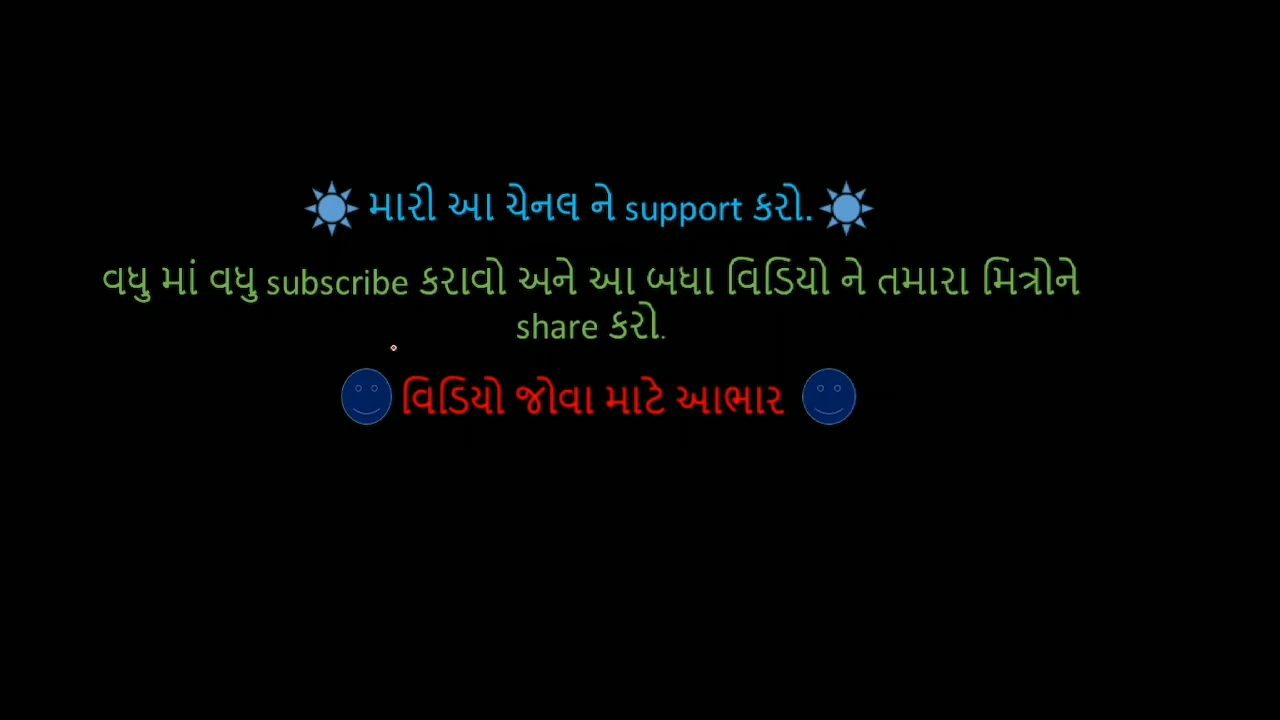 મારી આ ચેનલ ને support કરો.
વધુ માં વધુ subscribe કરાવો અને આ બધા વિડિયો ને તમારા મિત્રોને
share કરો.
વિડિયો જોવા માટે આભાર